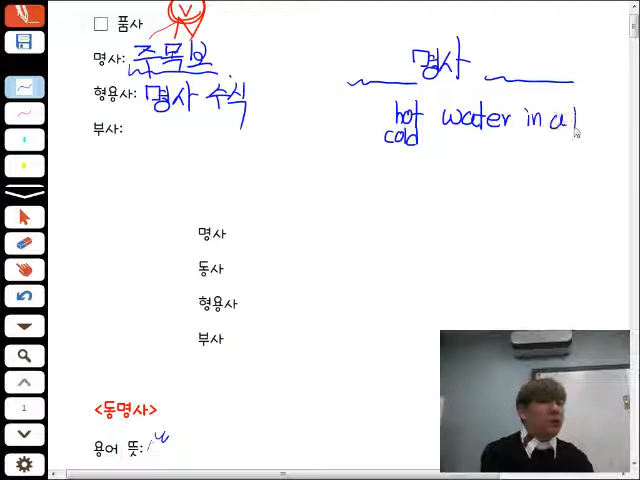 V
품사
명사: 주목보
명사
형용사: 명사 수식
hot water in a
cold
부사:
명사
동사
형용사
부사
<동명사>
용어 뜻:
1